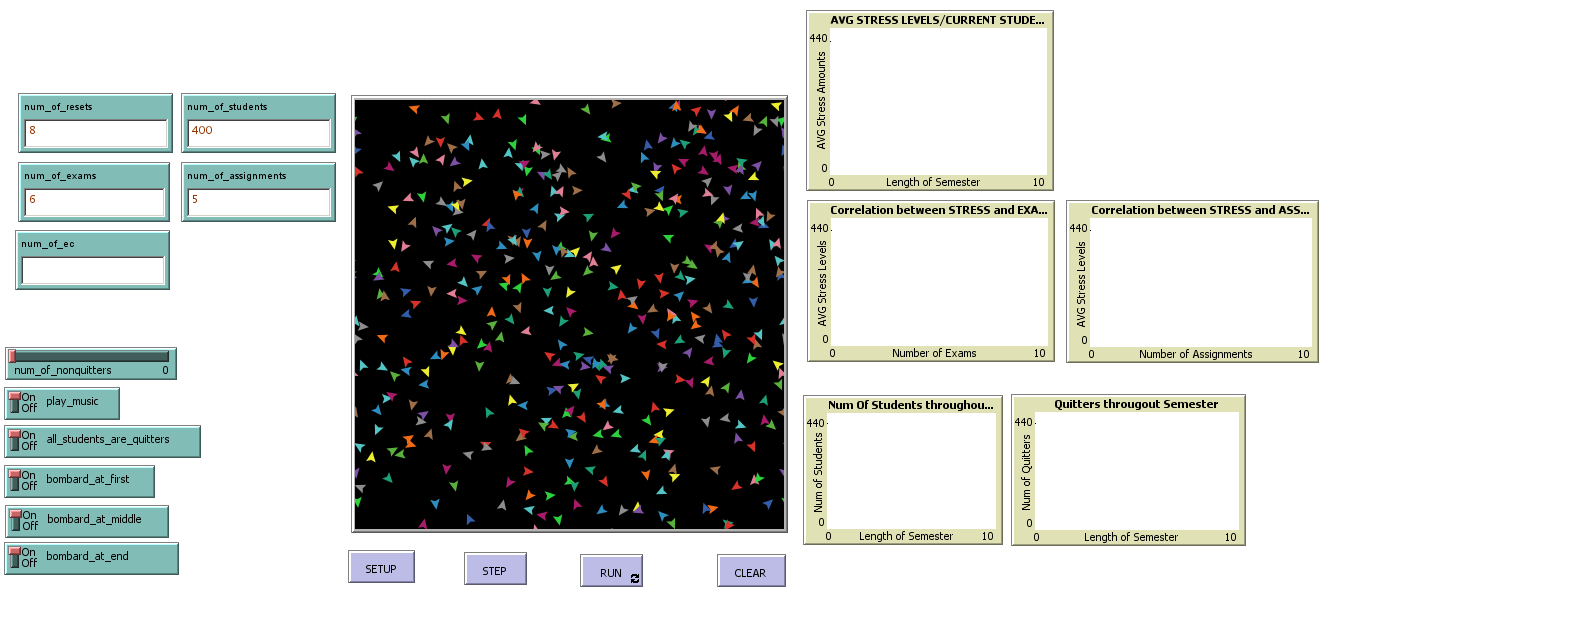 num_of_resets
8
num_of_students
400
num_of_exams
6
num_of_assignments
5
num_of_ec
num_of_nonquitters 0
On
Off
play_music
On
Off
all_students_are_quitters
On
Off
bombard_at_first
On
Off
bombard_at_middle
On
Off
bombard_at_end
SETUP
STEP
RUN
CLEAR
AVG STRESS LEVELS/CURRENT STUDE...
440
AVG Stress Amounts
0
0 Length of Semester 10
Correlation between STRESS and EXA...
440
AVG Stress Levels
0
0 Number of Exams 10
Correlation between STRESS and ASS...
440
AVG Stress Levels
0
0 Number of Assignments 10
Num Of Students throughou...
440
Num of Students
0
0 Length of Semester 10
Quitters througout Semester
440
Num of Quitters
0
0 Length of Semester 10